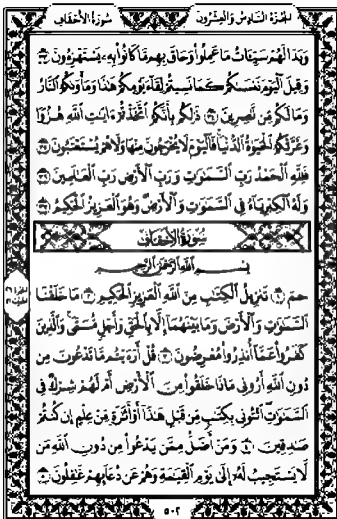 الجزء السادس والعشرون
سورة الأحقاف
وَبَدَا لَهُمْ سَيِّـَٔاتُ مَا عَمِلُوا۟ وَحَاقَ بِهِم مَّا كَانُوا۟ بِهِۦ يَسْتَهْزِءُونَ ٣٣
وَقِيلَ ٱلْيَوْمَ نَنسَىٰكُمْ كَمَا نَسِيتُمْ لِقَآءَ يَوْمِكُمْ هَٰذَا وَمَأْوَىٰكُمُ ٱلنَّارُ
وَمَا لَكُم مِّن نَّٰصِرِينَ ٣٤ ذَٰلِكُم بِأَنَّكُمُ ٱتَّخَذْتُمْ ءَايَٰتِ ٱللَّهِ هُزُوًا
وَغَرَّتْكُمُ ٱلْحَيَوٰةُ ٱلدُّنْيَا ۚ فَٱلْيَوْمَ لَا يُخْرَجُونَ مِنْهَا وَلَا هُمْ يُسْتَعْتَبُونَ ٣٥
فَلِلَّهِ ٱلْحَمْدُ رَبِّ ٱلسَّمَٰوَٰتِ وَرَبِّ ٱلْأَرْضِ رَبِّ ٱلْعَٰلَمِينَ ٣٦
وَلَهُ ٱلْكِبْرِيَآءُ فِى ٱلسَّمَٰوَٰتِ وَٱلْأَرْضِ ۖ وَهُوَ ٱلْعَزِيزُ ٱلْحَكِيمُ ٣٧
سورة الأحقاف
بِسْمِ ٱللَّهِ ٱلرَّحْمَٰنِ ٱلرَّحِيمِ
حمٓ ١ تَنزِيلُ ٱلْكِتَٰبِ مِنَ ٱللَّهِ ٱلْعَزِيزِ ٱلْحَكِيمِ ٢ مَا خَلَقْنَا
ٱلسَّمَٰوَٰتِ وَٱلْأَرْضَ وَمَا بَيْنَهُمَآ إِلَّا بِٱلْحَقِّ وَأَجَلٍ مُّسَمًّى ۚ وَٱلَّذِينَ
كَفَرُوا۟ عَمَّآ أُنذِرُوا۟ مُعْرِضُونَ ٣ قُلْ أَرَءَيْتُم مَّا تَدْعُونَ مِن
دُونِ ٱللَّهِ أَرُونِى مَاذَا خَلَقُوا۟ مِنَ ٱلْأَرْضِ أَمْ لَهُمْ شِرْكٌ فِى
ٱلسَّمَٰوَٰتِ ۖ ٱئْتُونِى بِكِتَٰبٍ مِّن قَبْلِ هَٰذَآ أَوْ أَثَٰرَةٍ مِّنْ عِلْمٍ إِن كُنتُمْ
صَٰدِقِينَ ٤ وَمَنْ أَضَلُّ مِمَّن يَدْعُوا۟ مِن دُونِ ٱللَّهِ مَن
لَّا يَسْتَجِيبُ لَهُۥٓ إِلَىٰ يَوْمِ ٱلْقِيَٰمَةِ وَهُمْ عَن دُعَآئِهِمْ غَٰفِلُونَ ٥
٥٠٢